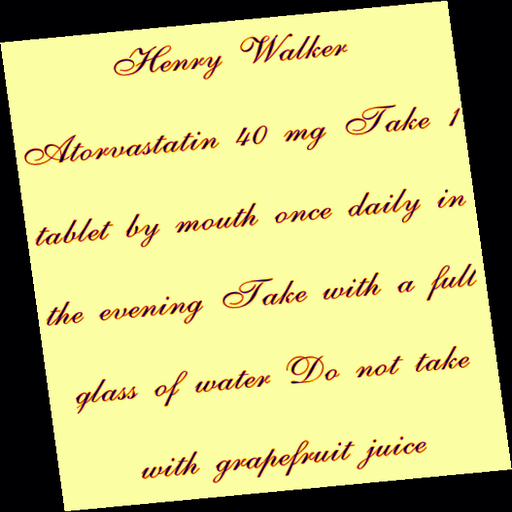 Henry Walker
Atorvastatin 40 mg Take 1
tablet by mouth once daily in
the evening Take with a full
glass of water Do not take
with grapefruit juice